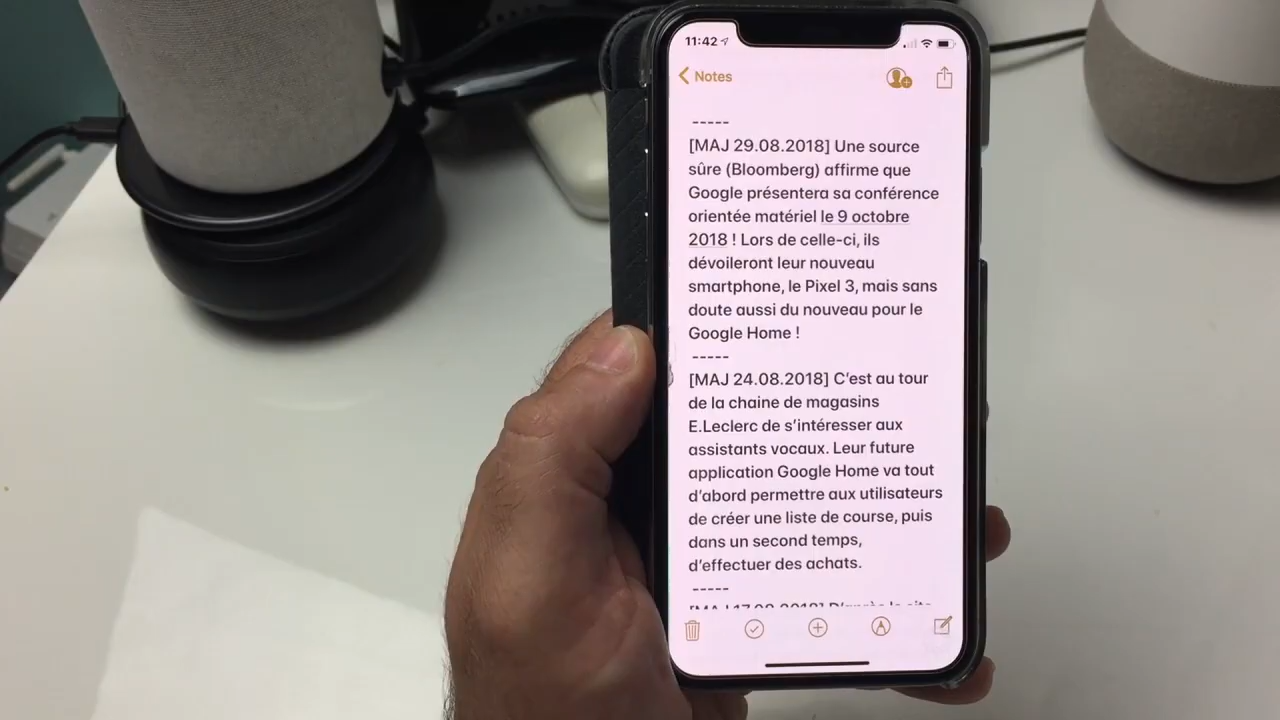 11:42
Notes
-----
[MAJ 29.08.2018] Une source
sûre (Bloomberg) affirme que
Google présentera sa conférence
orientée matériel le 9 octobre
2018 ! Lors de celle-ci, ils
dévoileront leur nouveau
smartphone, le Pixel 3, mais sans
doute aussi du nouveau pour le
Google Home !
-----
[MAJ 24.08.2018] C'est au tour
de la chaine de magasins
E.Leclerc de s'intéresser aux
assistants vocaux. Leur future
application Google Home va tout
d'abord permettre aux utilisateurs
de créer une liste de course, puis
dans un second temps,
d'effectuer des achats.
-----